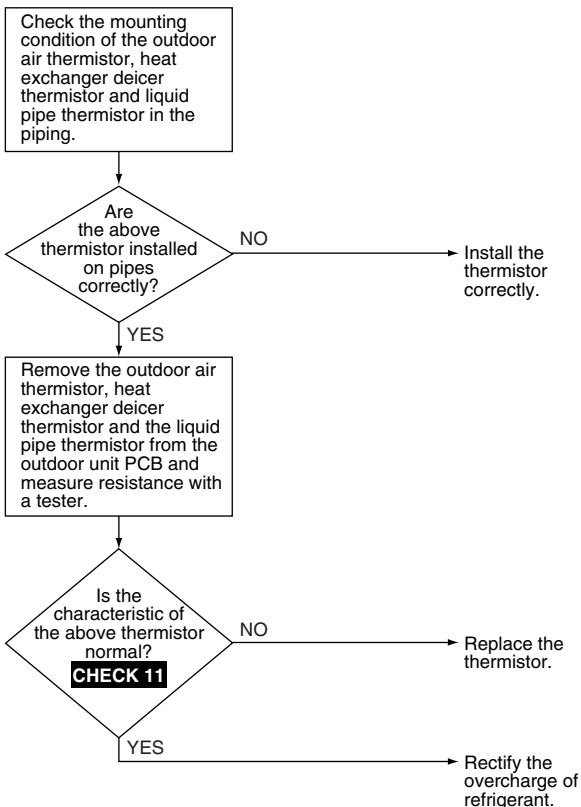 Check the mounting
condition of the outdoor
air thermistor, heat
exchanger deicer
thermistor and liquid
pipe thermistor in the
piping.
Are
the above
thermistor installed
on pipes
correctly?
NO
Install the
thermistor
correctly.
YES
Remove the outdoor air
thermistor, heat
exchanger deicer
thermistor and the liquid
pipe thermistor from the
outdoor unit PCB and
measure resistance with
a tester.
Is the
characteristic of
the above thermistor
normal?
CHECK 11
NO
Replace the
thermistor.
YES
Rectify the
overcharge of
refrigerant.